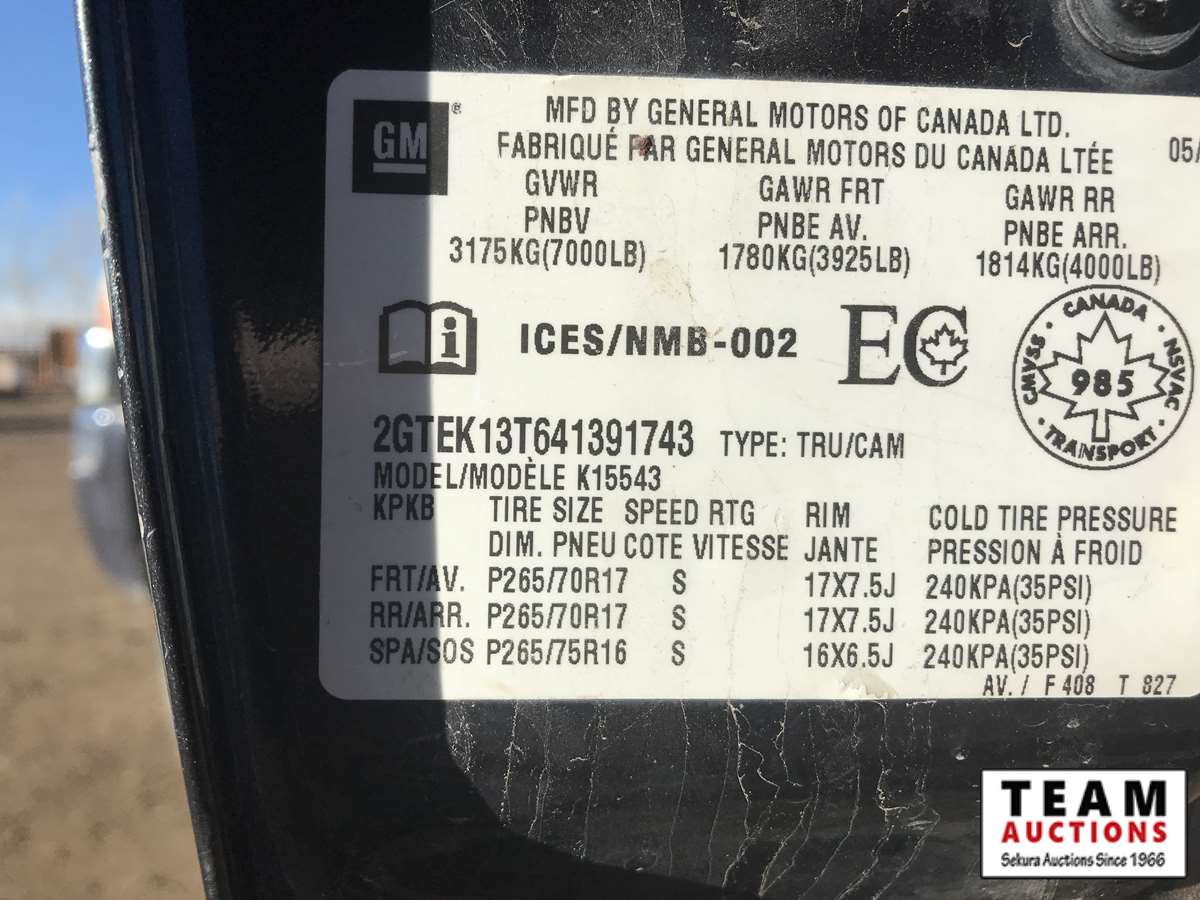 GM
MFD BY GENERAL MOTORS OF CANADA LTD.
FABRIQUÉ PAR GENERAL MOTORS DU CANADA LTÉE 05/
GVWR GAWR FRT GAWR RR
PNBV PNBE AV. PNBE ARR.
3175KG(7000LB) 1780KG(3925LB) 1814KG(4000LB)
i ICES/NMB-002 EC
CANADA
CMVSS 985 NSVAC
TRANSPORT
2GTEK13T641391743 TYPE: TRU/CAM
MODEL/MODÈLE K15543
KPKB TIRE SIZE SPEED RTG RIM COLD TIRE PRESSURE
DIM. PNEU COTE VITESSE JANTE PRESSION À FROID
FRT/AV. P265/70R17 S 17X7.5J 240KPA(35PSI)
RR/ARR. P265/70R17 S 17X7.5J 240KPA(35PSI)
SPA/SOS P265/75R16 S 16X6.5J 240KPA(35PSI)
AV. / F 408 T 827
TEAM
AUCTIONS
Sekura Auctions Since 1966